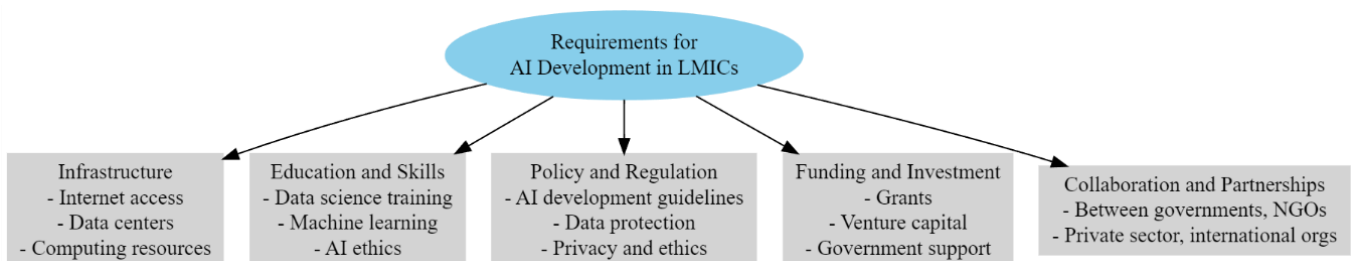 Requirements for
AI Development in LMICs
Infrastructure
- Internet access
- Data centers
- Computing resources
Education and Skills
- Data science training
- Machine learning
- AI ethics
Policy and Regulation
- AI development guidelines
- Data protection
- Privacy and ethics
Funding and Investment
- Grants
- Venture capital
- Government support
Collaboration and Partnerships
- Between governments, NGOs
- Private sector, international orgs